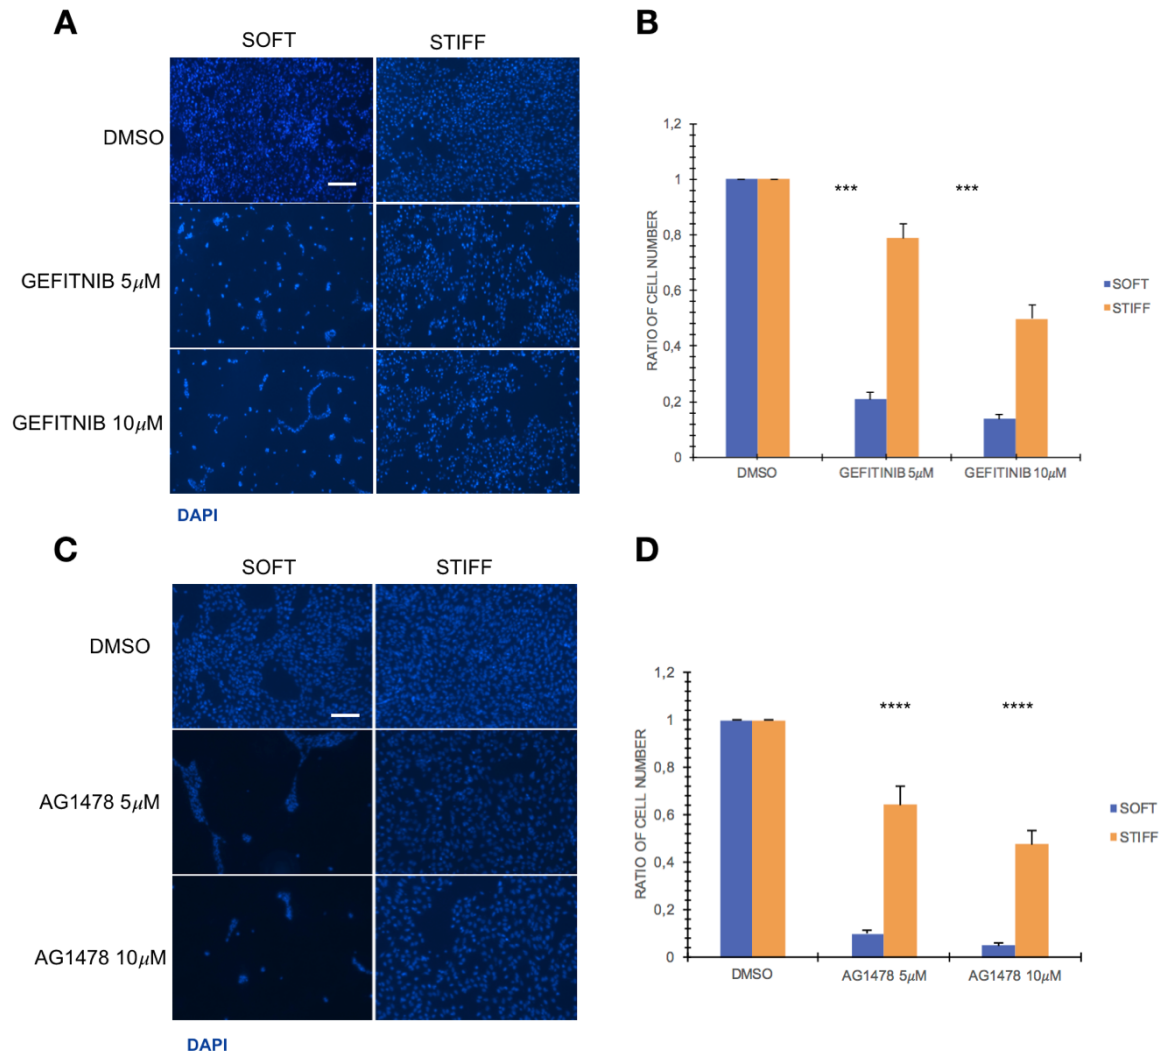 A
SOFT
STIFF
DMSO
GEFITNIB 5µM
GEFITNIB 10µM
DAPI
B
RATIO OF CELL NUMBER
1,2
1
0,8
0,6
0,4
0,2
0
***
***
DMSO
GEFITINIB 5µM
GEFITINIB 10µM
SOFT
STIFF
C
SOFT
STIFF
DMSO
AG1478 5µM
AG1478 10µM
DAPI
D
RATIO OF CELL NUMBER
1,2
1
0,8
0,6
0,4
0,2
0
****
****
DMSO
AG1478 5µM
AG1478 10µM
SOFT
STIFF